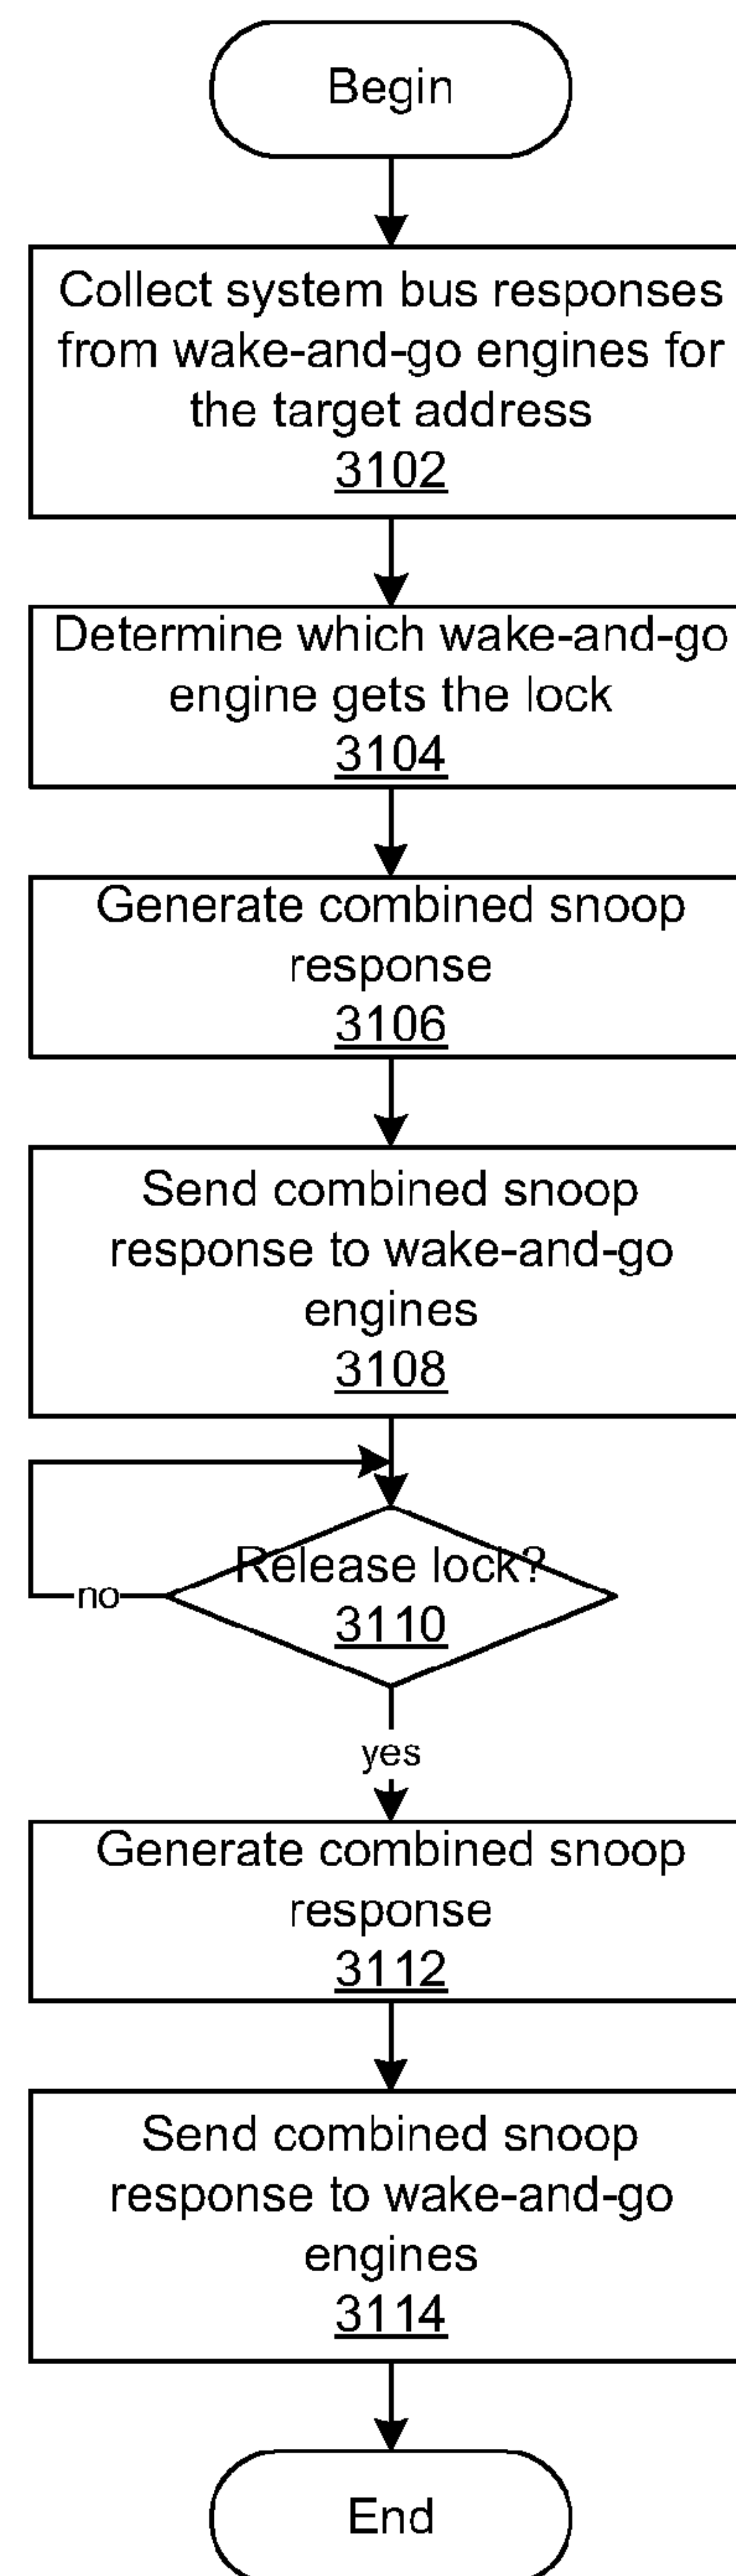 Begin
Collect system bus responses
from wake-and-go engines for
the target address
3102
Determine which wake-and-go
engine gets the lock
3104
Generate combined snoop
response
3106
Send combined snoop
response to wake-and-go
engines
3108
Release lock?
3110
no
yes
Generate combined snoop
response
3112
Send combined snoop
response to wake-and-go
engines
3114
End